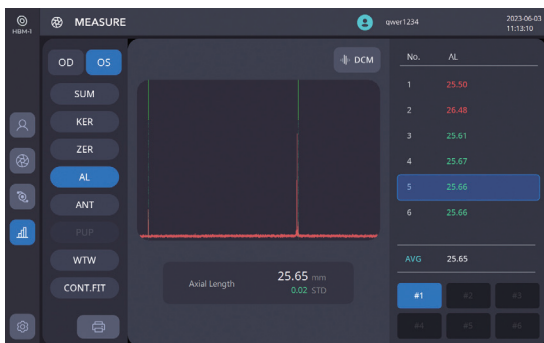 HBM-1
MEASURE
qwer1234
2023-06-03
11:13:10
OD OS
SUM
KER
ZER
AL
ANT
PUP
WTW
CONT.FIT
DCM
Axial Length 25.65 mm
0.02 STD
No. AL
1 25.50
2 26.48
3 25.61
4 25.67
5 25.66
6 25.66
AVG 25.65
#1 #2 #3
#4 #5 #6